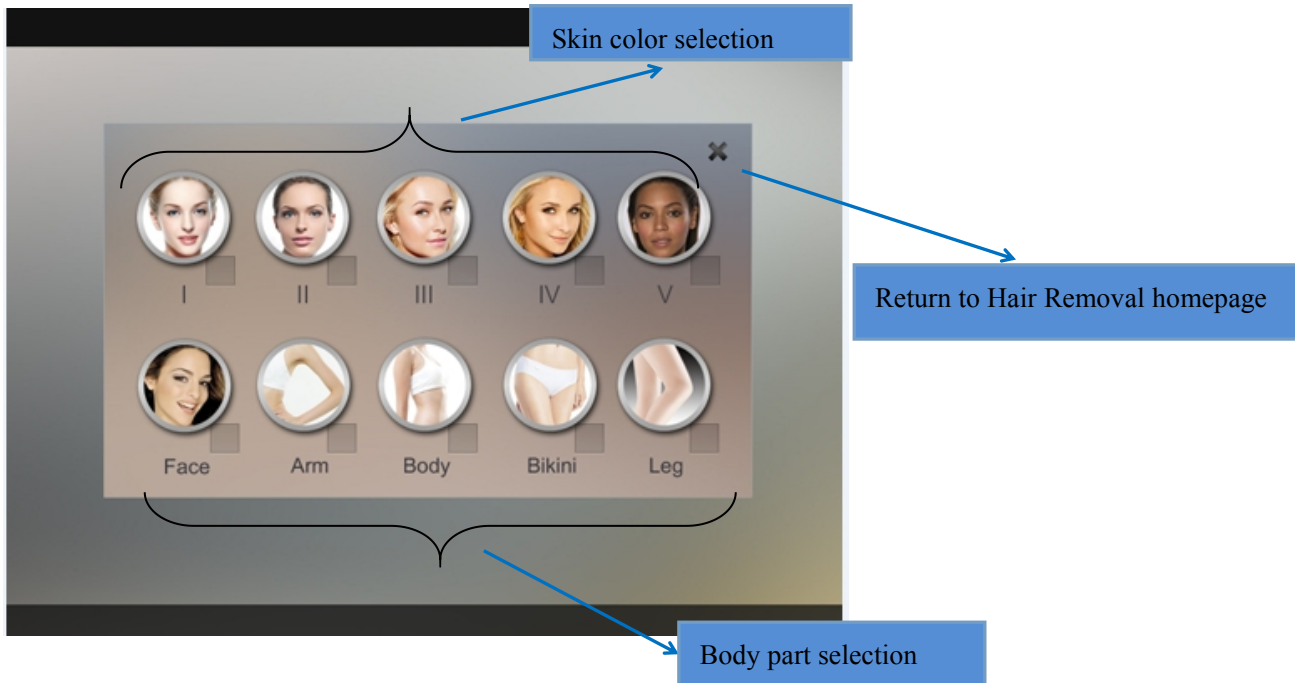 Skin color selection
I II III IV V
Return to Hair Removal homepage
Face Arm Body Bikini Leg
Body part selection